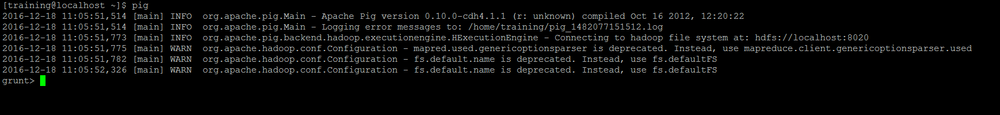 [training@localhost ~]$ pig
2016-12-18 11:05:51,514 [main] INFO  org.apache.pig.Main - Apache Pig version 0.10.0-cdh4.1.1 (r: unknown) compiled Oct 16 2012, 12:20:22
2016-12-18 11:05:51,514 [main] INFO  org.apache.pig.Main - Logging error messages to: /home/training/pig_1482077151512.log
2016-12-18 11:05:51,773 [main] INFO  org.apache.pig.backend.hadoop.executionengine.HExecutionEngine - Connecting to hadoop file system at: hdfs://localhost:8020
2016-12-18 11:05:51,775 [main] WARN  org.apache.hadoop.conf.Configuration - mapred.used.genericoptionsparser is deprecated. Instead, use mapreduce.client.genericoptionsparser.used
2016-12-18 11:05:51,782 [main] WARN  org.apache.hadoop.conf.Configuration - fs.default.name is deprecated. Instead, use fs.defaultFS
2016-12-18 11:05:52,326 [main] WARN  org.apache.hadoop.conf.Configuration - fs.default.name is deprecated. Instead, use fs.defaultFS
grunt>